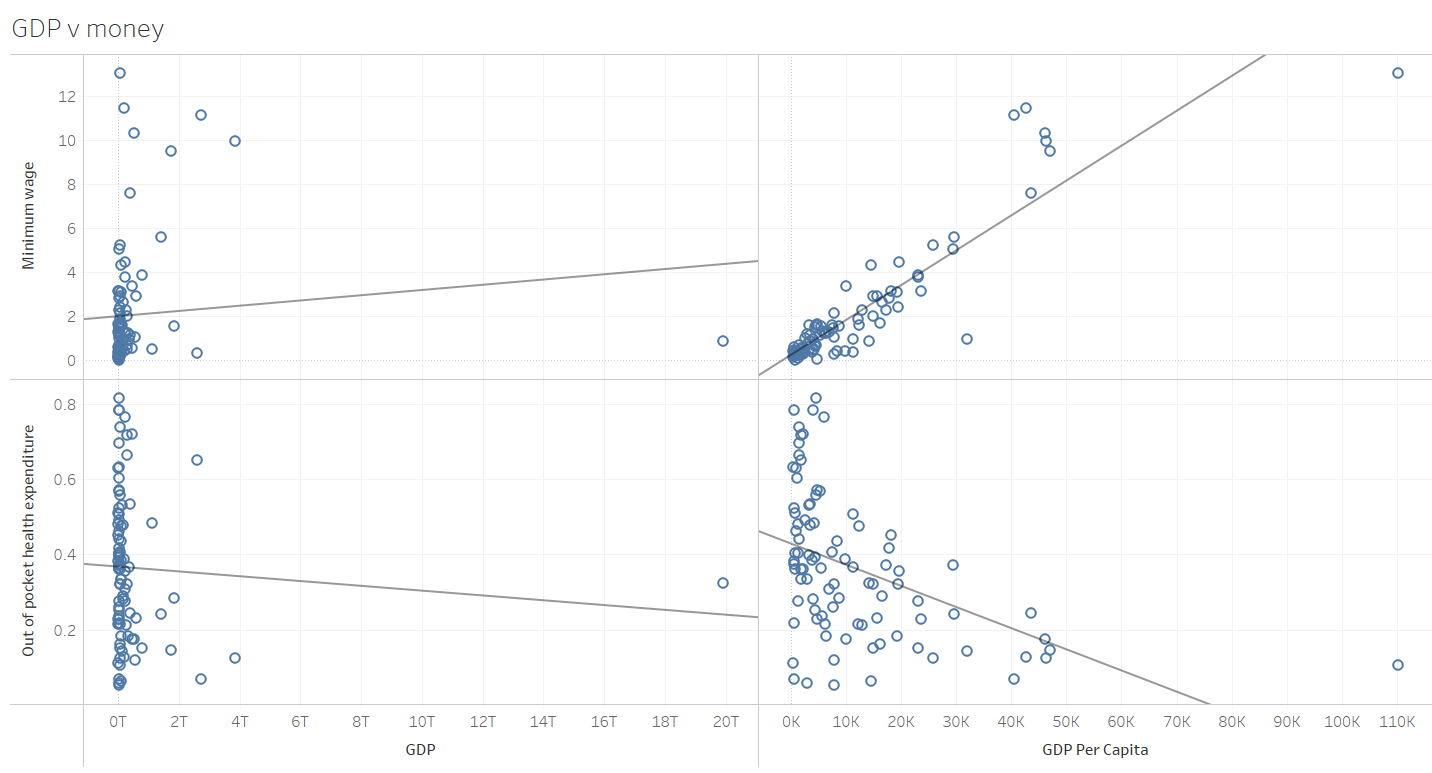 GDP v money
Minimum wage
12
10
8
6
4
2
0
Out of pocket health expenditure
0.8
0.6
0.4
0.2
0T 2T 4T 6T 8T 10T 12T 14T 16T 18T 20T 0K 10K 20K 30K 40K 50K 60K 70K 80K 90K 100K 110K
GDP GDP Per Capita